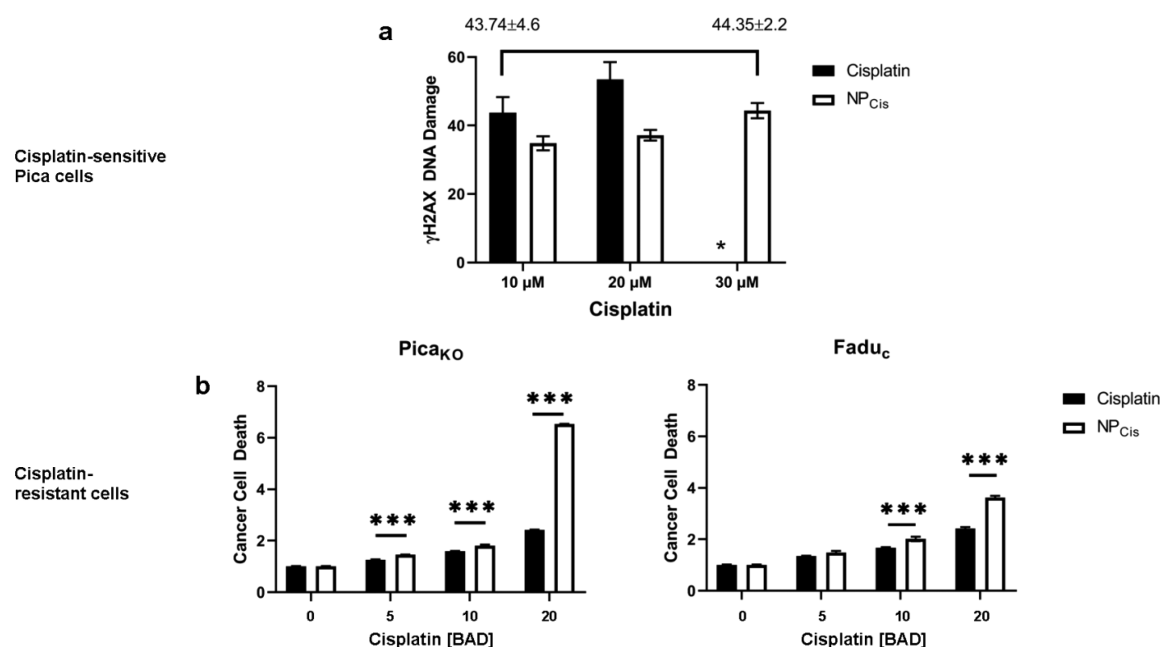 a
43.74±4.6
44.35±2.2
Cisplatin-sensitive
Pica cells
γH2AX DNA Damage
60
40
20
0
*
10 µM
20 µM
30 µM
Cisplatin
Cisplatin
NPCis
b
Cisplatin-
resistant cells
PicaKO
Cancer Cell Death
8
6
4
2
0
***
***
***
0
5
10
20
Cisplatin [BAD]
Faduc
Cancer Cell Death
8
6
4
2
0
***
***
0
5
10
20
Cisplatin [BAD]
Cisplatin
NPCis